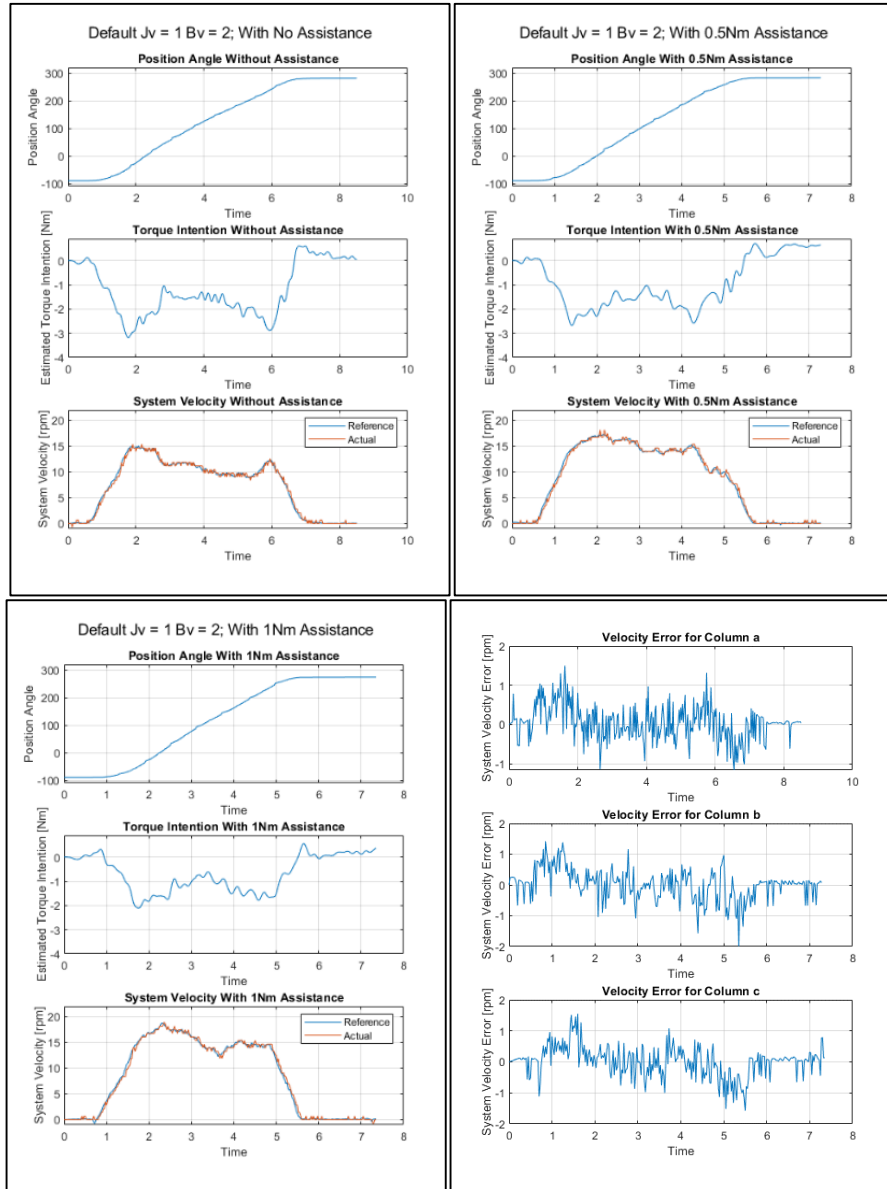 Default Jv = 1 Bv = 2; With No Assistance
Position Angle Without Assistance
Position Angle
300
200
100
0
-100
0 2 4 6 8 10
Time
Torque Intention Without Assistance
Estimated Torque Intention [Nm]
0
-1
-2
-3
-4
0 2 4 6 8 10
Time
System Velocity Without Assistance
System Velocity [rpm]
20
15
10
5
0
Reference
Actual
0 2 4 6 8 10
Time
Default Jv = 1 Bv = 2; With 0.5Nm Assistance
Position Angle With 0.5Nm Assistance
Position Angle
300
200
100
0
-100
0 1 2 3 4 5 6 7 8
Time
Torque Intention With 0.5Nm Assistance
Estimated Torque Intention [Nm]
0
-1
-2
-3
-4
0 1 2 3 4 5 6 7 8
Time
System Velocity With 0.5Nm Assistance
System Velocity [rpm]
20
15
10
5
0
Reference
Actual
0 1 2 3 4 5 6 7 8
Time
Default Jv = 1 Bv = 2; With 1Nm Assistance
Position Angle With 1Nm Assistance
Position Angle
300
200
100
0
-100
0 1 2 3 4 5 6 7 8
Time
Torque Intention With 1Nm Assistance
Estimated Torque Intention [Nm]
0
-1
-2
-3
-4
0 1 2 3 4 5 6 7 8
Time
System Velocity With 1Nm Assistance
System Velocity [rpm]
20
15
10
5
0
Reference
Actual
0 1 2 3 4 5 6 7 8
Time
Velocity Error for Column a
System Velocity Error [rpm]
2
1
0
-1
0 2 4 6 8 10
Time
Velocity Error for Column b
System Velocity Error [rpm]
2
1
0
-1
-2
0 1 2 3 4 5 6 7 8
Time
Velocity Error for Column c
System Velocity Error [rpm]
2
1
0
-1
-2
0 1 2 3 4 5 6 7 8
Time